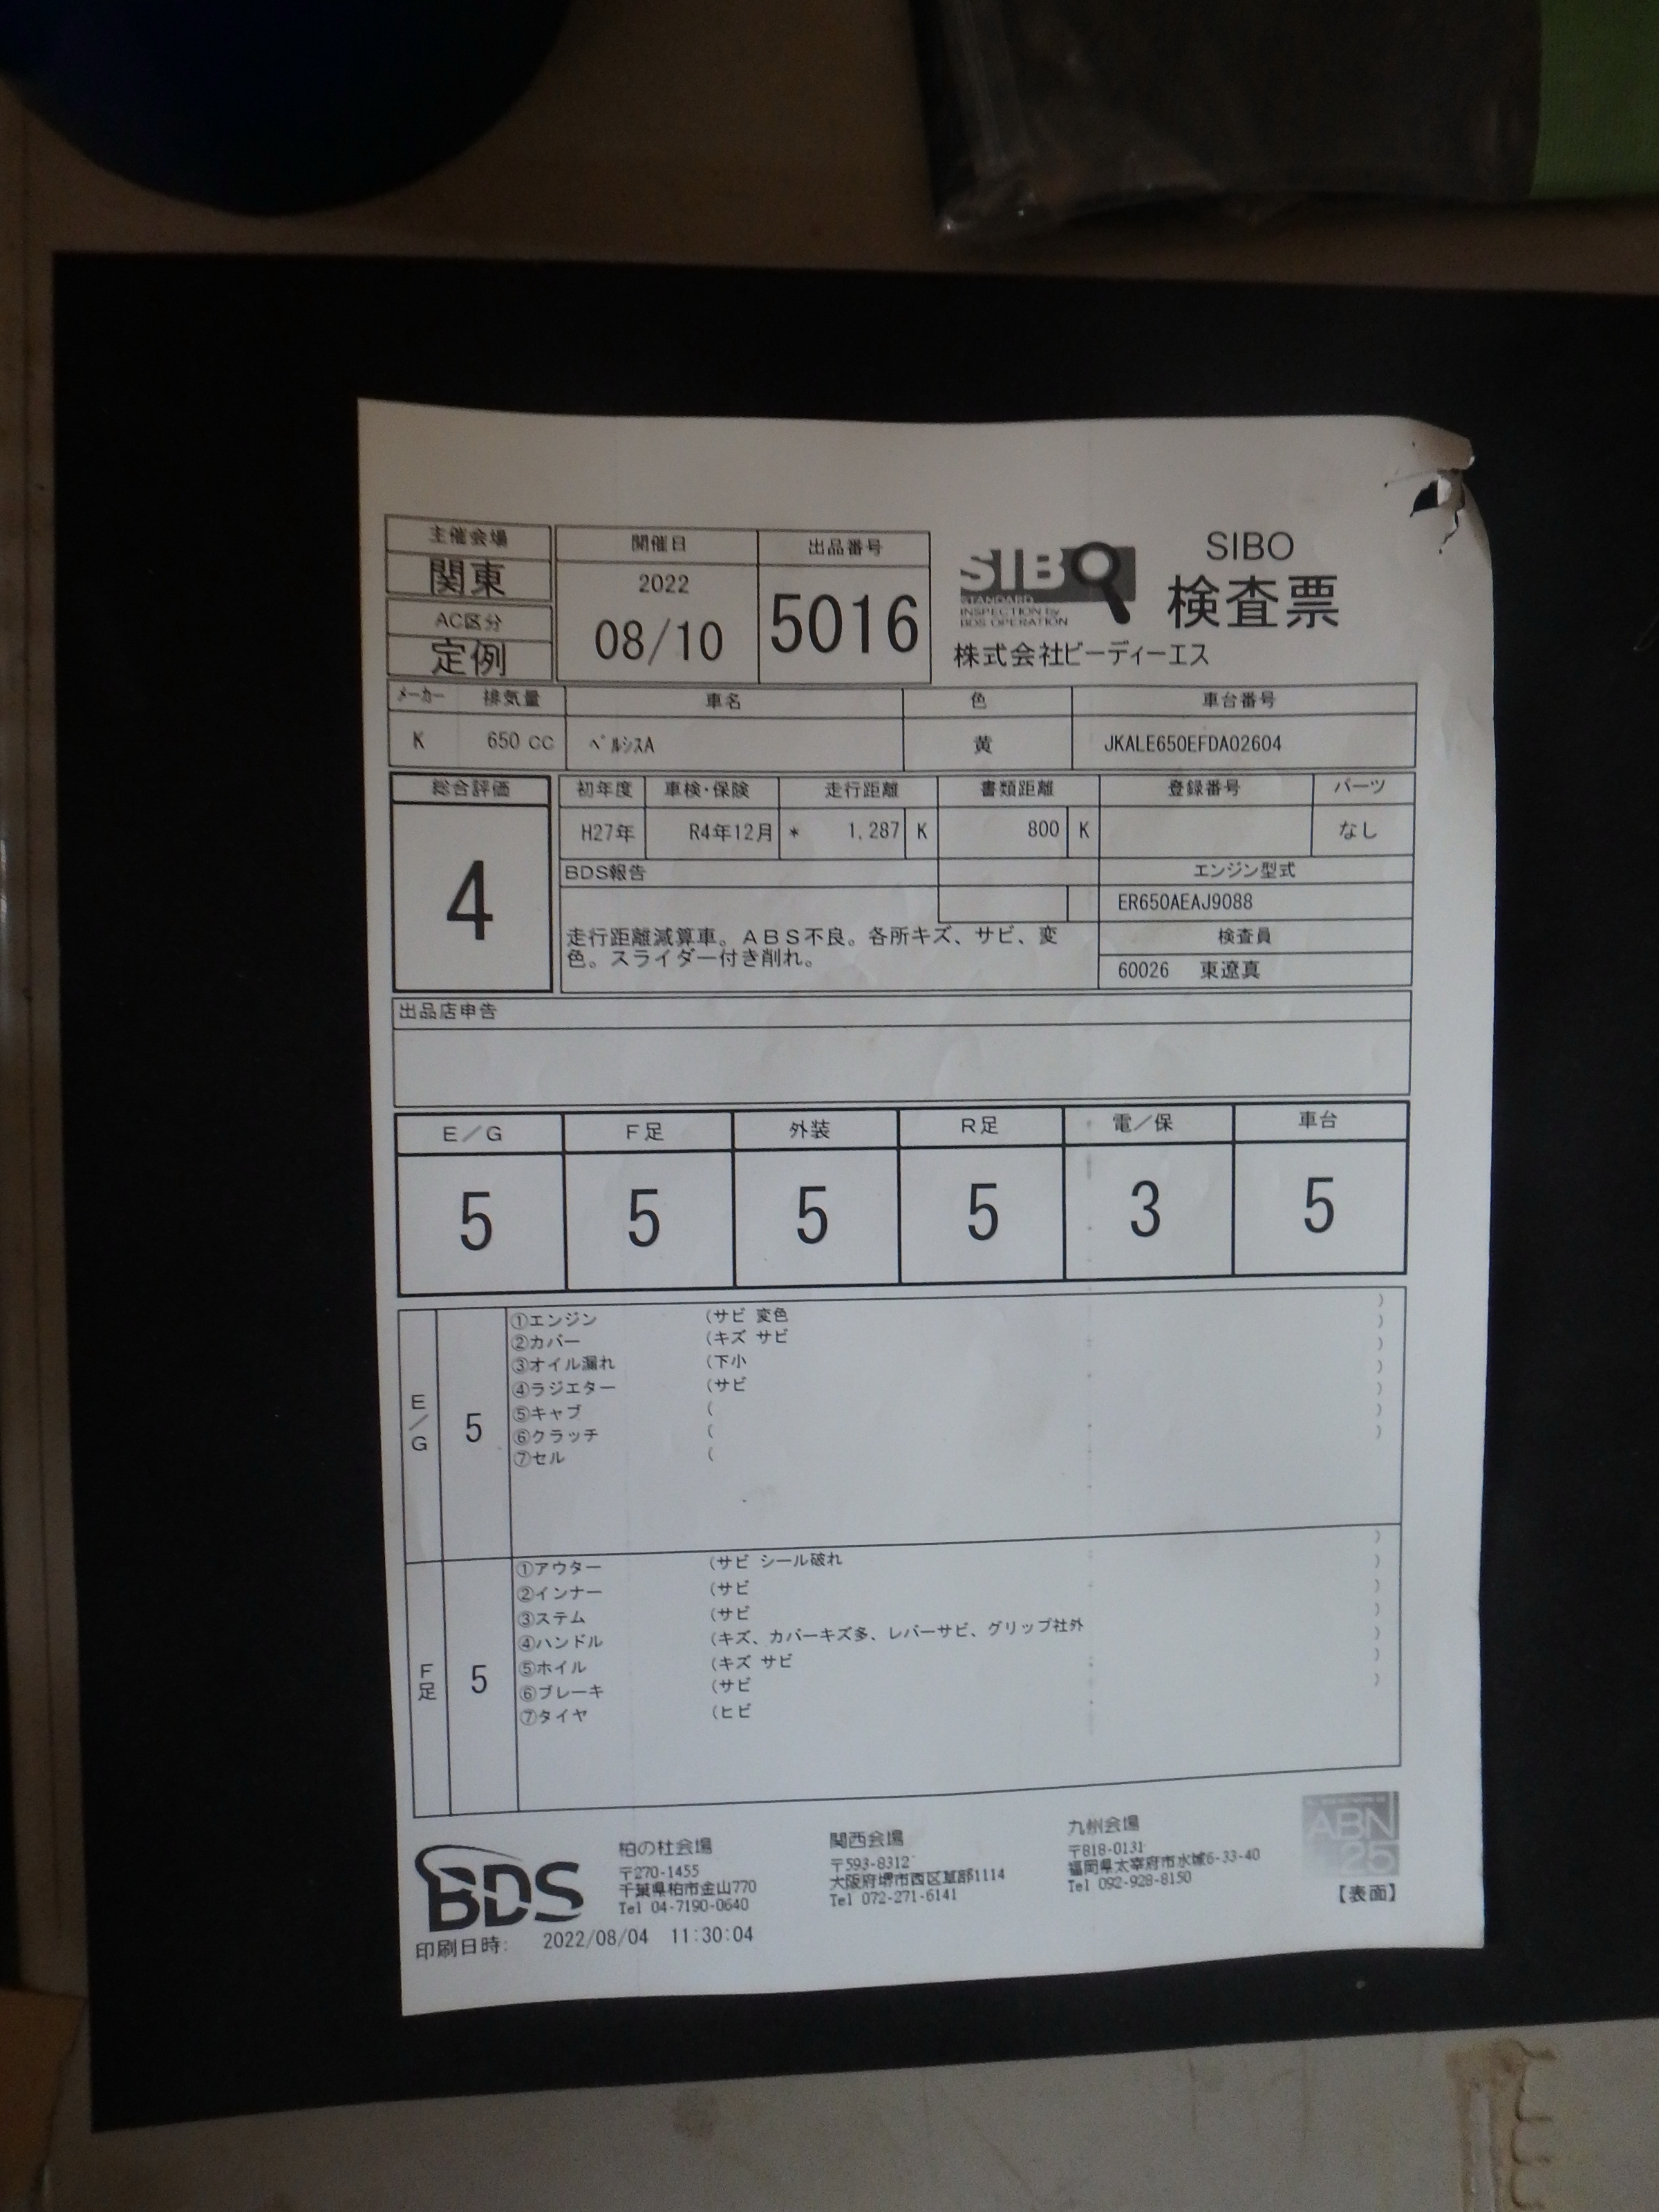 主催会場
関東
AC区分
定例
開催日
2022
08/10
出品番号
5016
SIBO
STANDARD
INSPECTION by
BDS OPERATION
SIBO
検査票
株式会社ビーディーエス
メーカー 排気量 車名 色 車台番号
K 650 cc ベルシスA 黄 JKALE650EFDA02604
総合評価
4
初年度 車検・保険 走行距離 書類距離 登録番号 パーツ
H27年 R4年12月 * 1,287 K 800 K なし
BDS報告
走行距離減算車。ABS不良。各所キズ、サビ、変
色。スライダー付き削れ。
エンジン型式
ER650AEAJ9088
検査員
60026 東遼真
出品店申告
E/G F足 外装 R足 電/保 車台
5 5 5 5 3 5
E/G
5
①エンジン (サビ 変色 )
②カバー (キズ サビ )
③オイル漏れ (下小 )
④ラジエター (サビ )
⑤キャブ ( )
⑥クラッチ ( )
⑦セル ( )
F足
5
①アウター (サビ シール破れ )
②インナー (サビ )
③ステム (サビ )
④ハンドル (キズ、カバーキズ多、レバーサビ、グリップ社外 )
⑤ホイル (キズ サビ )
⑥ブレーキ (サビ )
⑦タイヤ (ヒビ )
BDS
柏の杜会場
〒270-1455
千葉県柏市金山770
Tel 04-7190-0640
関西会場
〒593-8312
大阪府堺市西区草部1114
Tel 072-271-6141
九州会場
〒818-0131
福岡県太宰府市水城6-33-40
Tel 092-928-8150
ABN
25
【表面】
印刷日時: 2022/08/04 11:30:04